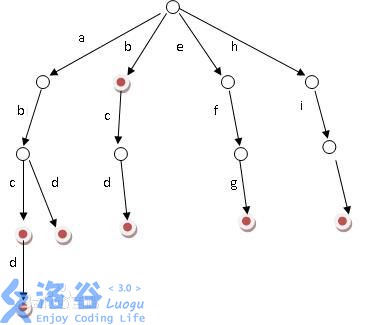 a b e h
b c f i
c d d g
d
洛谷 < 3.0 >
Luogu
Enjoy Coding Life